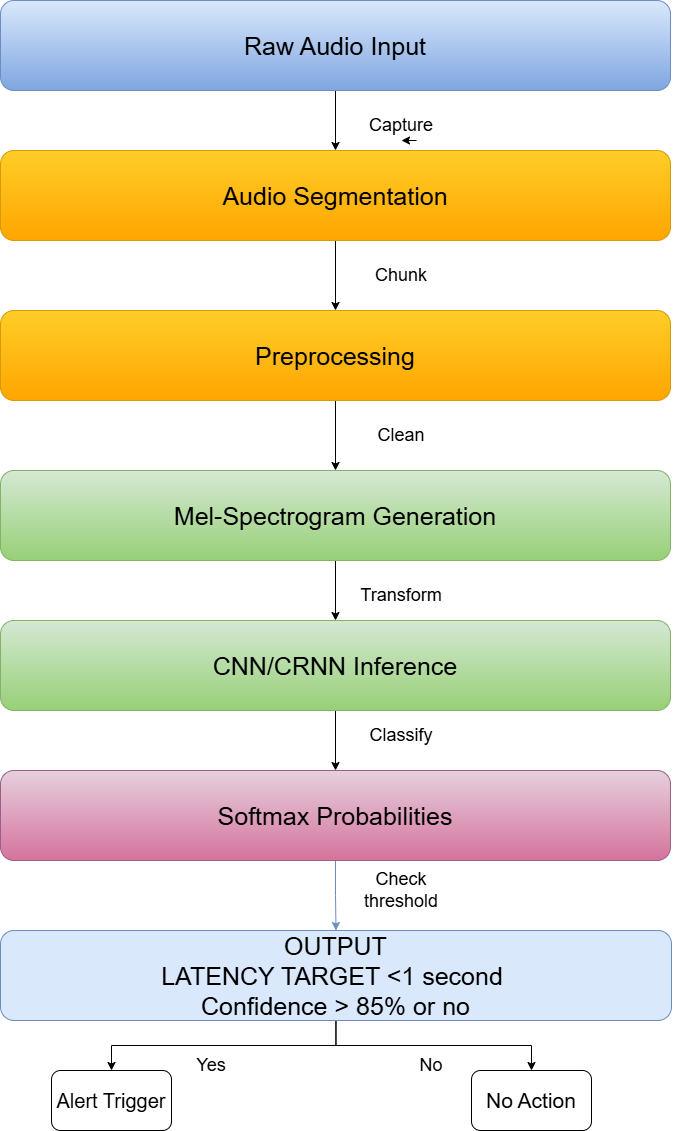 Raw Audio Input
Capture
Audio Segmentation
Chunk
Preprocessing
Clean
Mel-Spectrogram Generation
Transform
CNN/CRNN Inference
Classify
Softmax Probabilities
Check
threshold
OUTPUT
LATENCY TARGET <1 second
Confidence > 85% or no
Yes
No
Alert Trigger
No Action